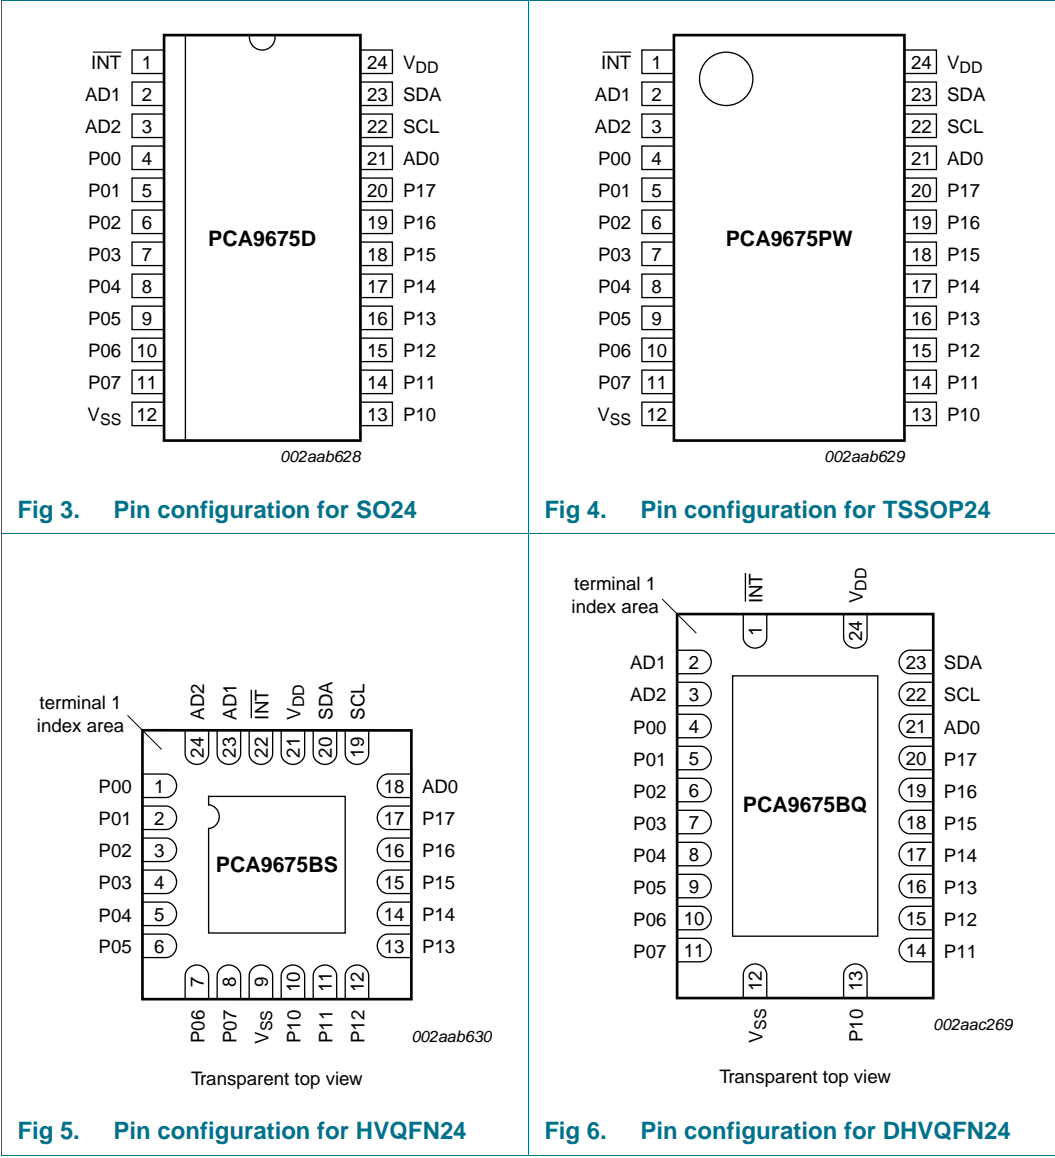 INT 1
AD1 2
AD2 3
P00 4
P01 5
P02 6
P03 7
P04 8
P05 9
P06 10
P07 11
VSS 12
PCA9675D
24 VDD
23 SDA
22 SCL
21 AD0
20 P17
19 P16
18 P15
17 P14
16 P13
15 P12
14 P11
13 P10
002aab628
Fig 3. Pin configuration for SO24
INT 1
AD1 2
AD2 3
P00 4
P01 5
P02 6
P03 7
P04 8
P05 9
P06 10
P07 11
VSS 12
PCA9675PW
24 VDD
23 SDA
22 SCL
21 AD0
20 P17
19 P16
18 P15
17 P14
16 P13
15 P12
14 P11
13 P10
002aab629
Fig 4. Pin configuration for TSSOP24
terminal 1
index area
AD2 24
AD1 23
INT 22
VDD 21
SDA 20
SCL 19
P00 1
P01 2
P02 3
P03 4
P04 5
P05 6
PCA9675BS
18 AD0
17 P17
16 P16
15 P15
14 P14
13 P13
7 P06
8 P07
9 VSS
10 P10
11 P11
12 P12
002aab630
Transparent top view
Fig 5. Pin configuration for HVQFN24
terminal 1
index area
INT 1
VDD 24
AD1 2
AD2 3
P00 4
P01 5
P02 6
P03 7
P04 8
P05 9
P06 10
P07 11
PCA9675BQ
23 SDA
22 SCL
21 AD0
20 P17
19 P16
18 P15
17 P14
16 P13
15 P12
14 P11
12 VSS
13 P10
002aac269
Transparent top view
Fig 6. Pin configuration for DHVQFN24